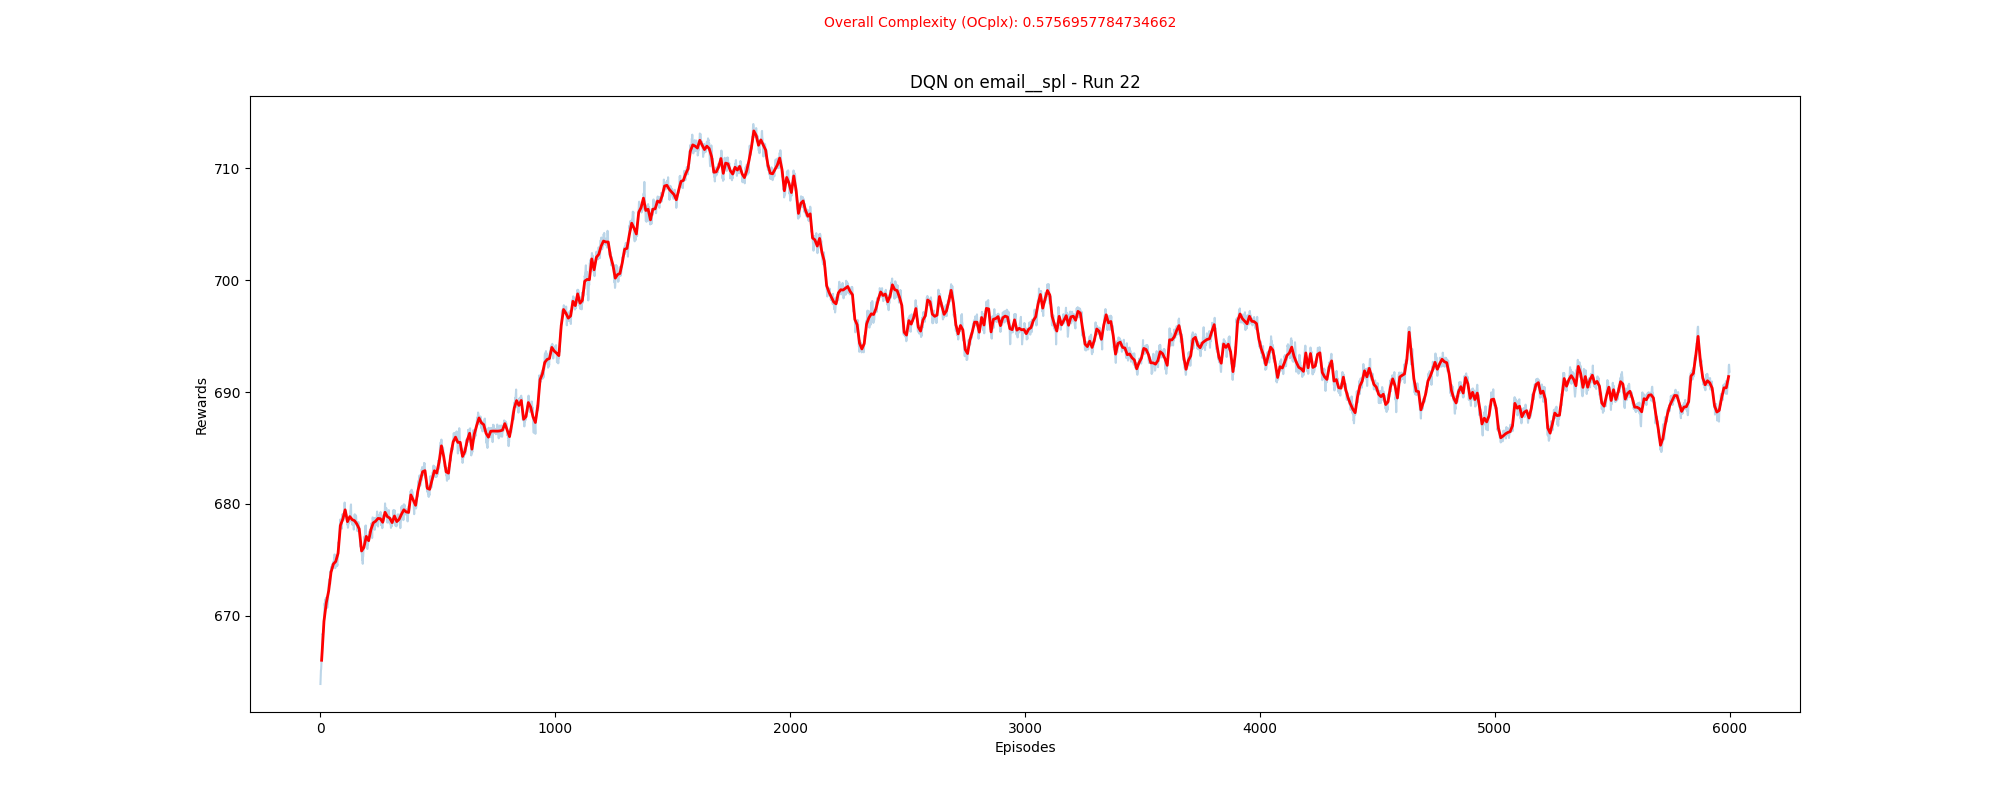 Overall Complexity (OCplx): 0.5756957784734662
DQN on email__spl - Run 22
Rewards
710
700
690
680
670
0 1000 2000 3000 4000 5000 6000
Episodes